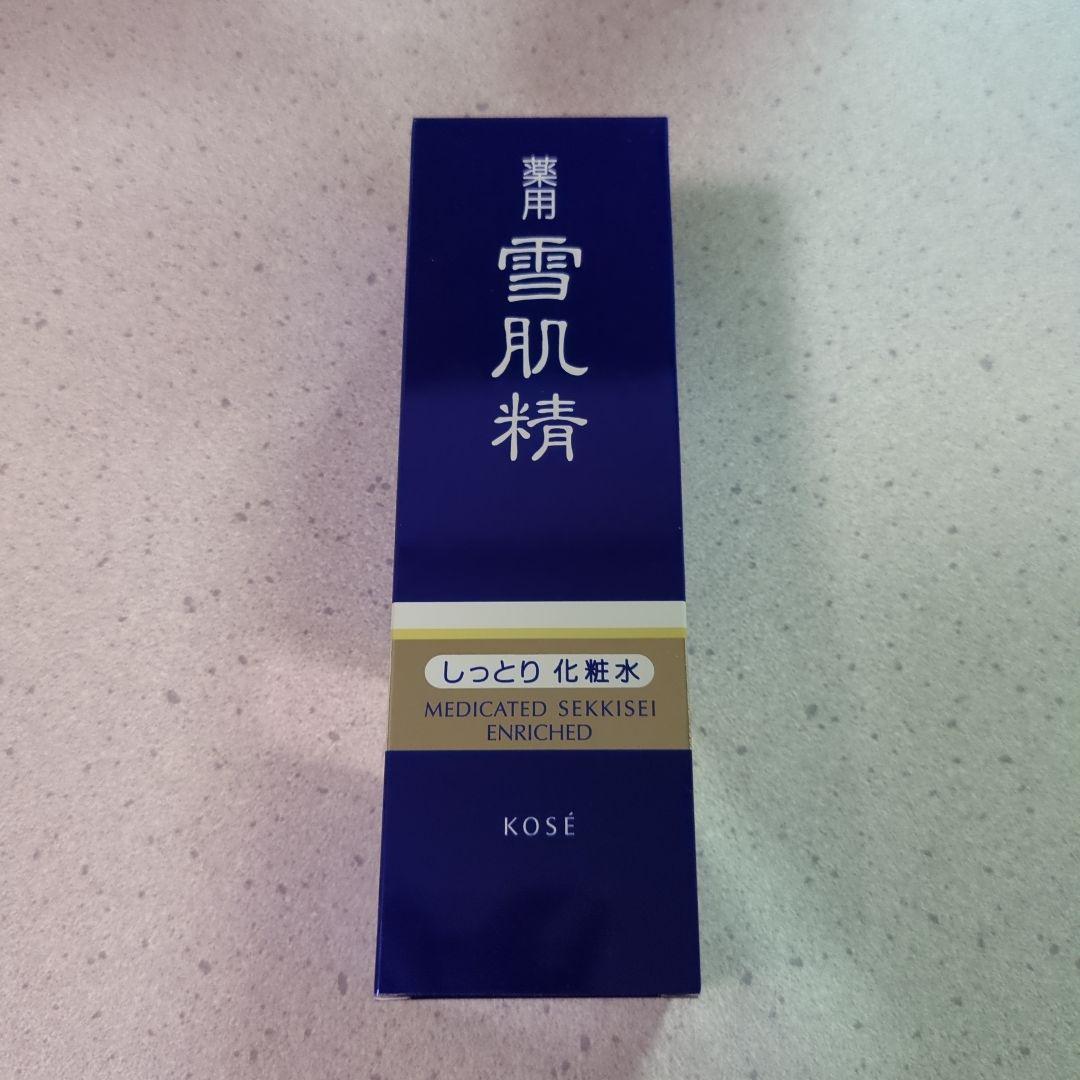 薬用
雪肌精
しっとり 化粧水
MEDICATED SEKKISEI
ENRICHED
KOSÉ